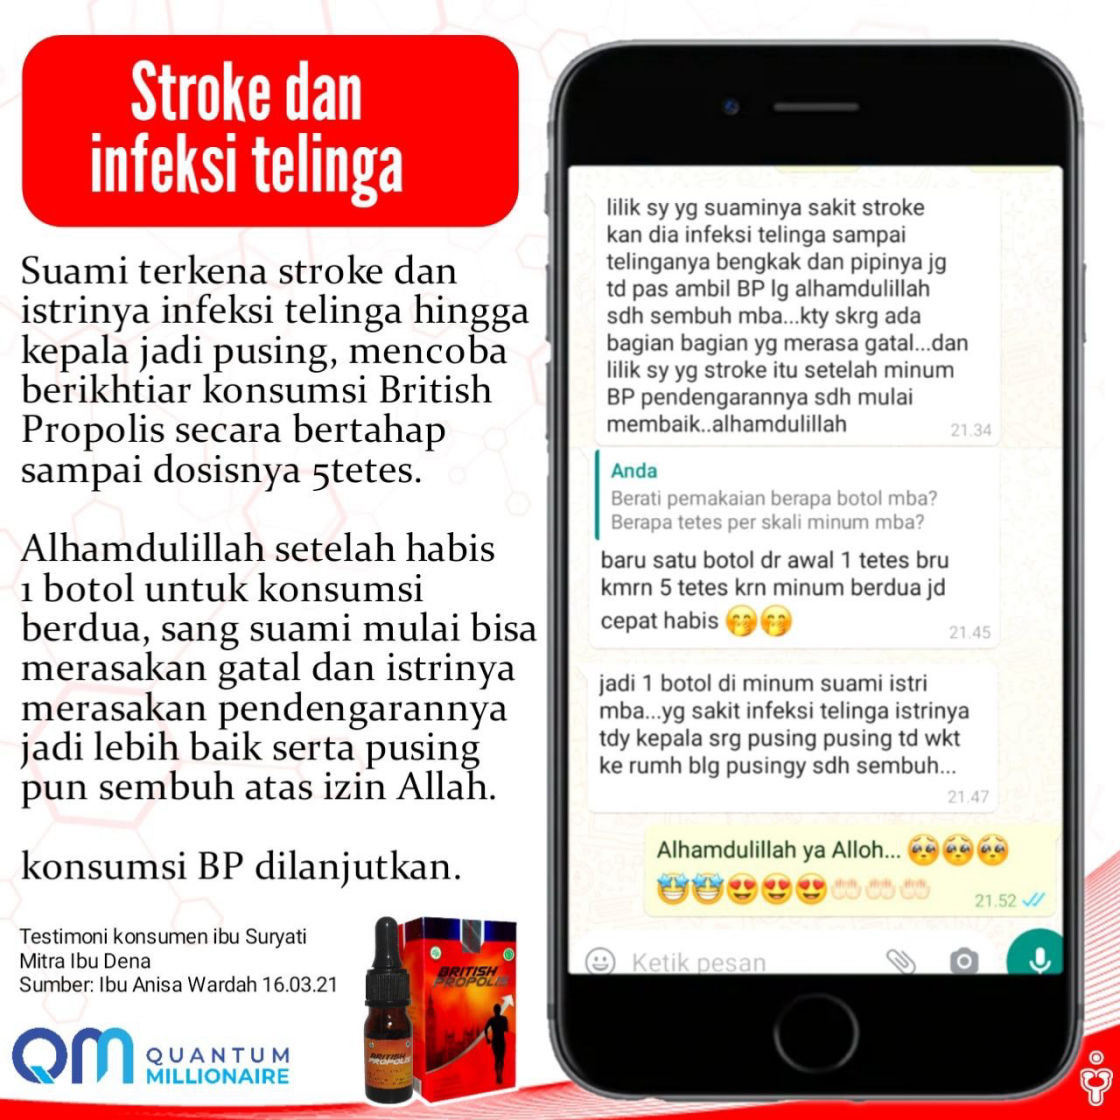 Stroke dan
infeksi telinga
Suami terkena stroke dan
istrinya infeksi telinga hingga
kepala jadi pusing, mencoba
berikhtiar konsumsi British
Propolis secara bertahap
sampai dosisnya 5tetes.
Alhamdulillah setelah habis
1 botol untuk konsumsi
berdua, sang suami mulai bisa
merasakan gatal dan istrinya
merasakan pendengarannya
jadi lebih baik serta pusing
pun sembuh atas izin Allah.
konsumsi BP dilanjutkan.
Testimoni konsumen ibu Suryati
Mitra Ibu Dena
Sumber: Ibu Anisa Wardah 16.03.21
QM QUANTUM
MILLIONAIRE
BRITISH
PROPOLIS
BRITISH
PROPOLIS
lilik sy yg suaminya sakit stroke
kan dia infeksi telinga sampai
telinganya bengkak dan pipinya jg
td pas ambil BP lg alhamdulillah
sdh sembuh mba...kty skrg ada
bagian bagian yg merasa gatal...dan
lilik sy yg stroke itu setelah minum
BP pendengarannya sdh mulai
membaik..alhamdulillah
21.34
Anda
Berati pemakaian berapa botol mba?
Berapa tetes per skali minum mba?
baru satu botol dr awal 1 tetes bru
kmrn 5 tetes krn minum berdua jd
cepat habis 🤭🤭
21.45
jadi 1 botol di minum suami istri
mba...yg sakit infeksi telinga istrinya
tdy kepala srg pusing pusing td wkt
ke rumh blg pusingy sdh sembuh...
21.47
Alhamdulillah ya Alloh... 🥺🥺🥺
🤩🤩😍😍😍🤲🏻🤲🏻🤲🏻
21.52
Ketik pesan